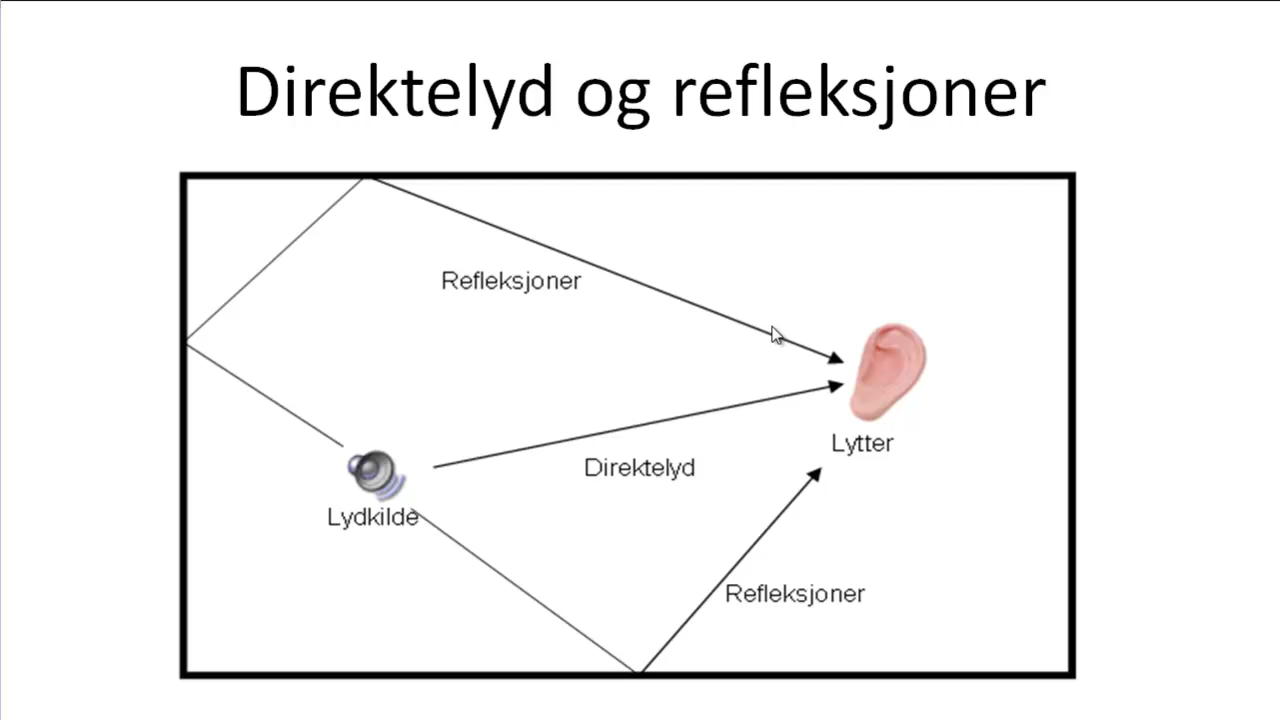 Direktelyd og refleksjoner
Refleksjoner
Lytter
Direktelyd
Lydkilde
Refleksjoner